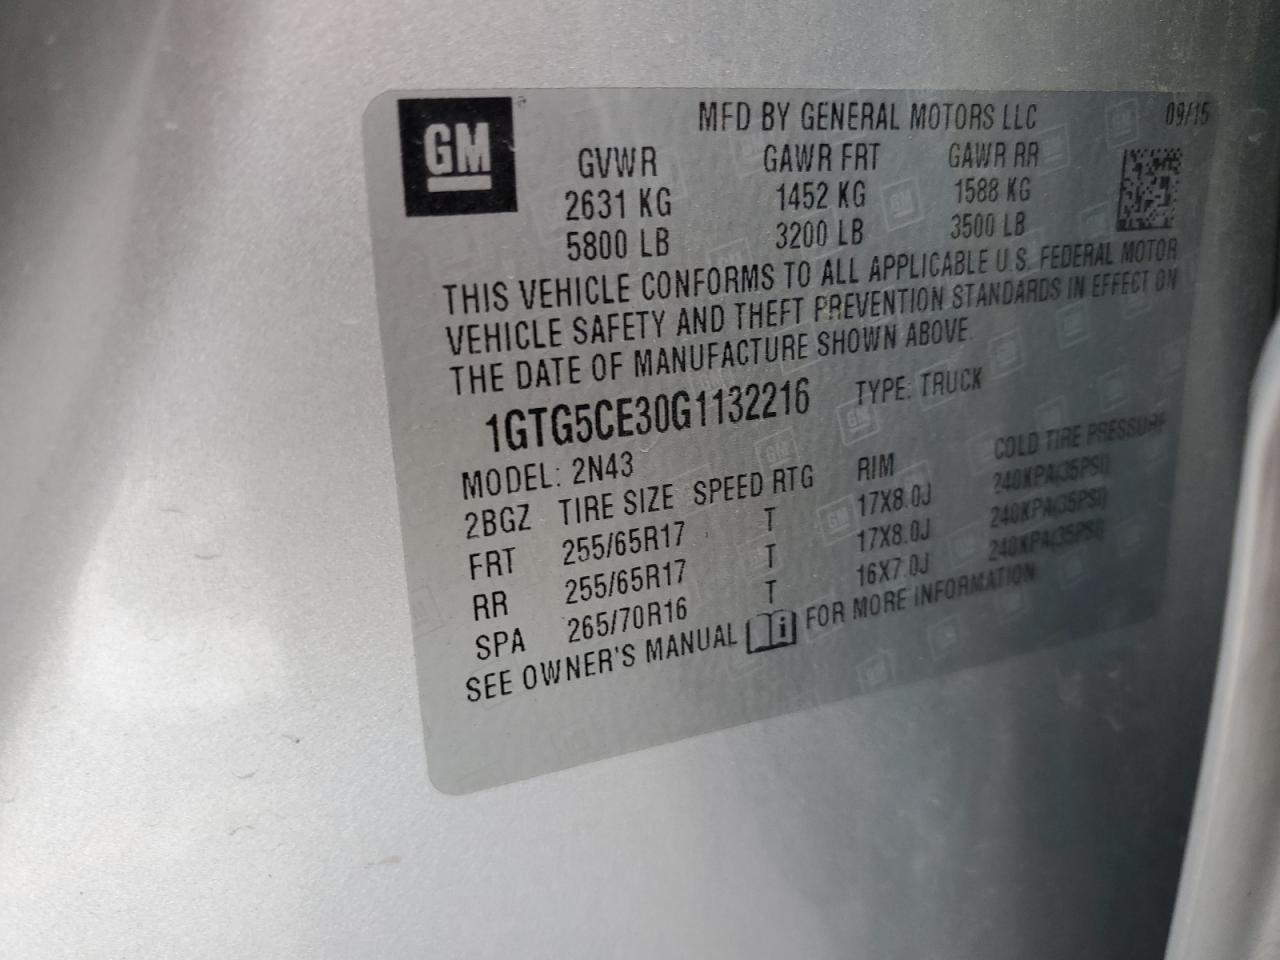 GM
MFD BY GENERAL MOTORS LLC 09/15
GVWR GAWR FRT GAWR RR
2631 KG 1452 KG 1588 KG
5800 LB 3200 LB 3500 LB
THIS VEHICLE CONFORMS TO ALL APPLICABLE U.S. FEDERAL MOTOR
VEHICLE SAFETY AND THEFT PREVENTION STANDARDS IN EFFECT ON
THE DATE OF MANUFACTURE SHOWN ABOVE.
1GTG5CE30G1132216 TYPE: TRUCK
MODEL: 2N43
2BGZ TIRE SIZE SPEED RTG RIM COLD TIRE PRESSURE
FRT 255/65R17 T 17X8.0J 240KPA(35PSI)
RR 255/65R17 T 17X8.0J 240KPA(35PSI)
SPA 265/70R16 T 16X7.0J 240KPA(35PSI)
SEE OWNER'S MANUAL i FOR MORE INFORMATION